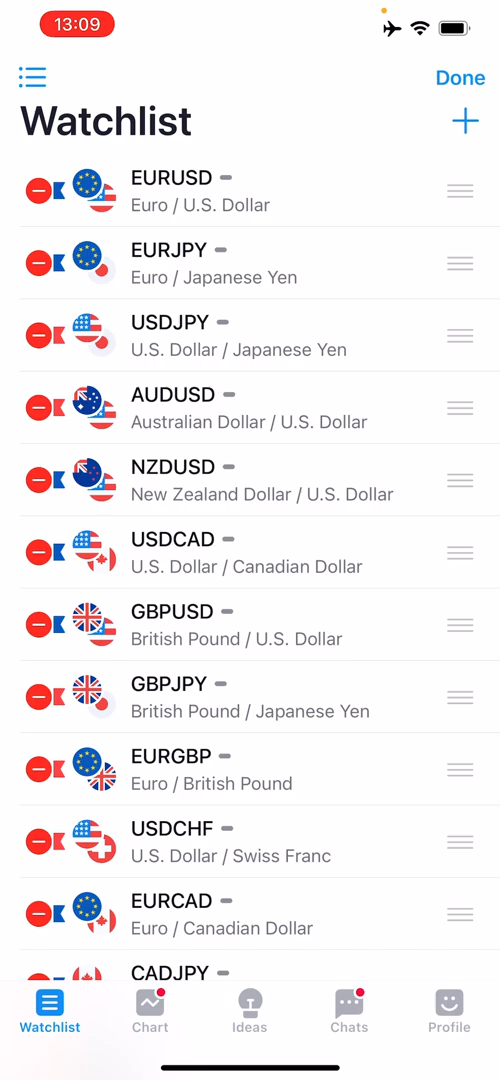 13:09
Done
Watchlist
EURUSD
Euro / U.S. Dollar
EURJPY
Euro / Japanese Yen
USDJPY
U.S. Dollar / Japanese Yen
AUDUSD
Australian Dollar / U.S. Dollar
NZDUSD
New Zealand Dollar / U.S. Dollar
USDCAD
U.S. Dollar / Canadian Dollar
GBPUSD
British Pound / U.S. Dollar
GBPJPY
British Pound / Japanese Yen
EURGBP
Euro / British Pound
USDCHF
U.S. Dollar / Swiss Franc
EURCAD
Euro / Canadian Dollar
CADJPY
Watchlist Chart Ideas Chats Profile